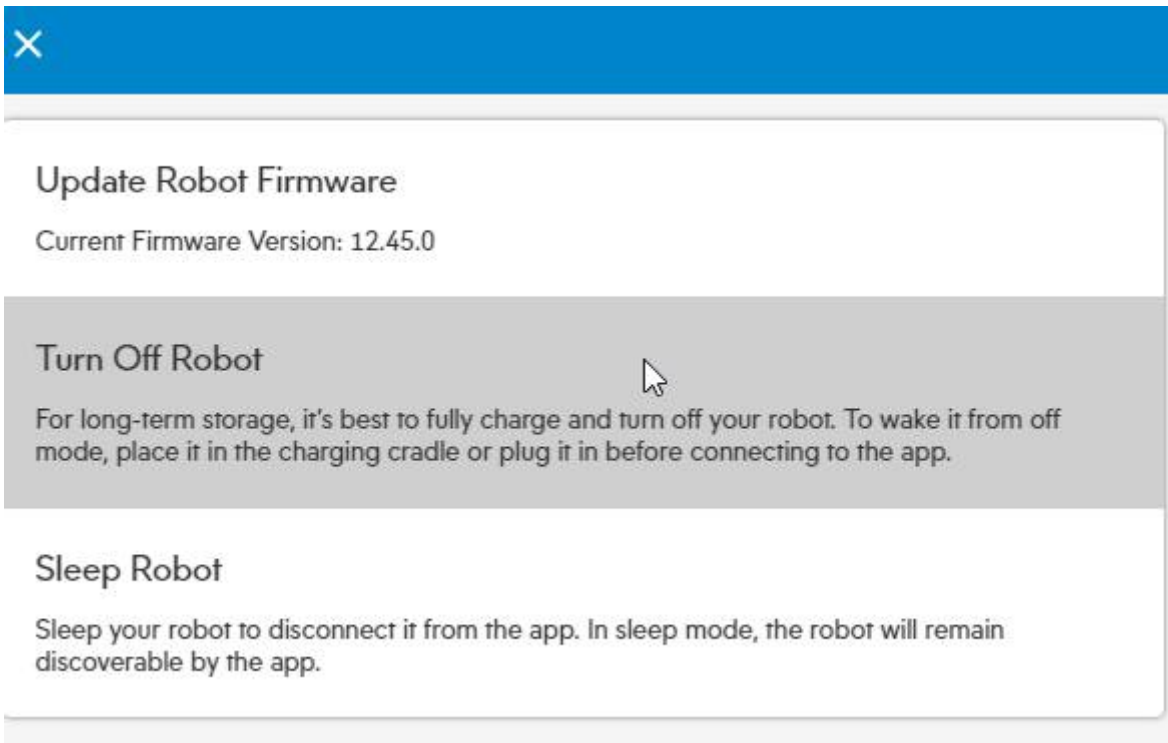 Update Robot Firmware
Current Firmware Version: 12.45.0
Turn Off Robot
For long-term storage, it's best to fully charge and turn off your robot. To wake it from off
mode, place it in the charging cradle or plug it in before connecting to the app.
Sleep Robot
Sleep your robot to disconnect it from the app. In sleep mode, the robot will remain
discoverable by the app.